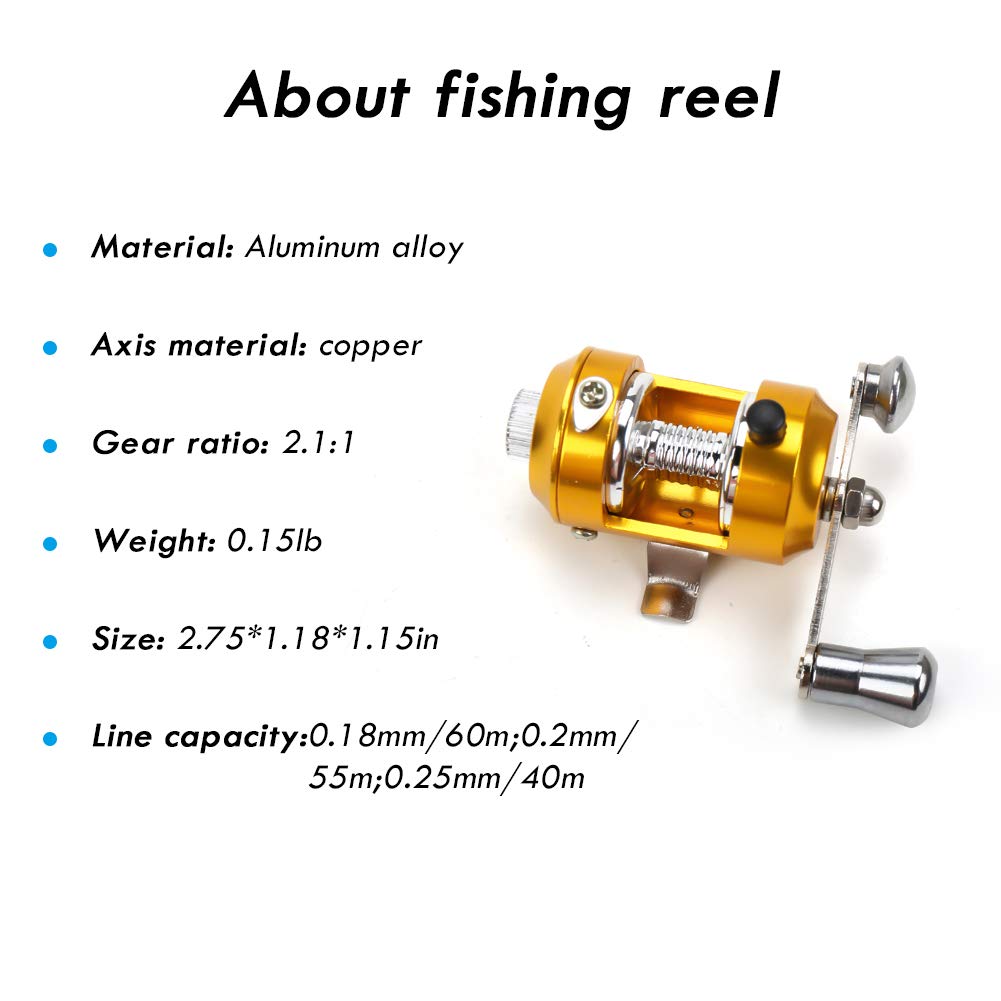 About fishing reel
Material: Aluminum alloy
Axis material: copper
Gear ratio: 2.1:1
Weight: 0.15lb
Size: 2.75*1.18*1.15in
Line capacity:0.18mm/60m;0.2mm/
55m;0.25mm/40m